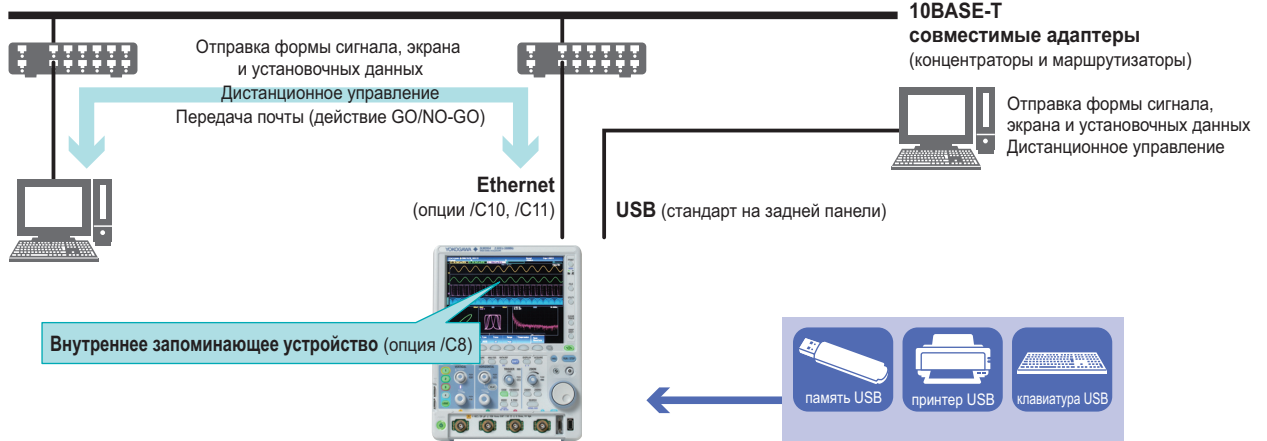 10BASE-T
совместимые адаптеры
(концентраторы и маршрутизаторы)
Отправка формы сигнала, экрана
и установочных данных
Дистанционное управление
Передача почты (действие GO/NO-GO)
Отправка формы сигнала,
экрана и установочных данных
Дистанционное управление
Ethernet
(опции /C10, /C11)
USB (стандарт на задней панели)
YOKOGAWA
Внутреннее запоминающее устройство (опция /C8)
память USB
принтер USB
клавиатура USB